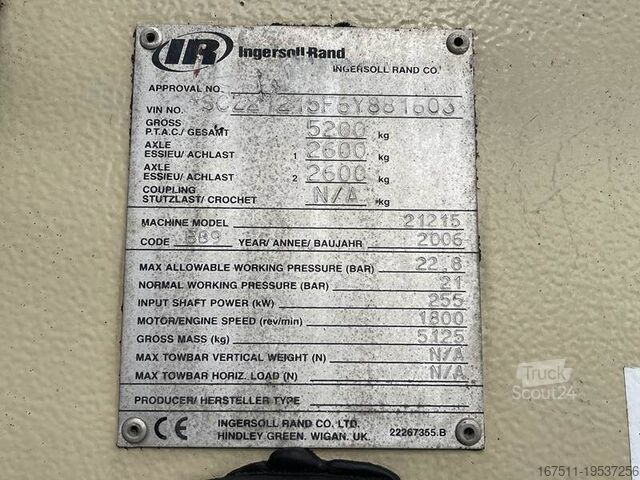 IR Ingersoll-Rand
INGERSOLL RAND CO.
APPROVAL NO.
VIN NO. SCZ21215F6Y881603
GROSS
P.T.A.C./ GESAMT 5200 kg
AXLE
ESSIEU/ ACHLAST 1 2600 kg
AXLE
ESSIEU/ ACHLAST 2 2600 kg
COUPLING
STUTZLAST/ CROCHET N/A kg
MACHINE MODEL 21215
CODE BB9 YEAR/ ANNEE/ BAUJAHR 2006
MAX ALLOWABLE WORKING PRESSURE (BAR) 22.8
NORMAL WORKING PRESSURE (BAR) 21
INPUT SHAFT POWER (kW) 255
MOTOR/ENGINE SPEED (rev/min) 1800
GROSS MASS (kg) 5125
MAX TOWBAR VERTICAL WEIGHT (N) N/A
MAX TOWBAR HORIZ. LOAD (N) N/A
PRODUCER/ HERSTELLER TYPE
CE INGERSOLL RAND CO. LTD.
HINDLEY GREEN. WIGAN. UK. 22267355.B
Truck
Scout24
167511-19537256